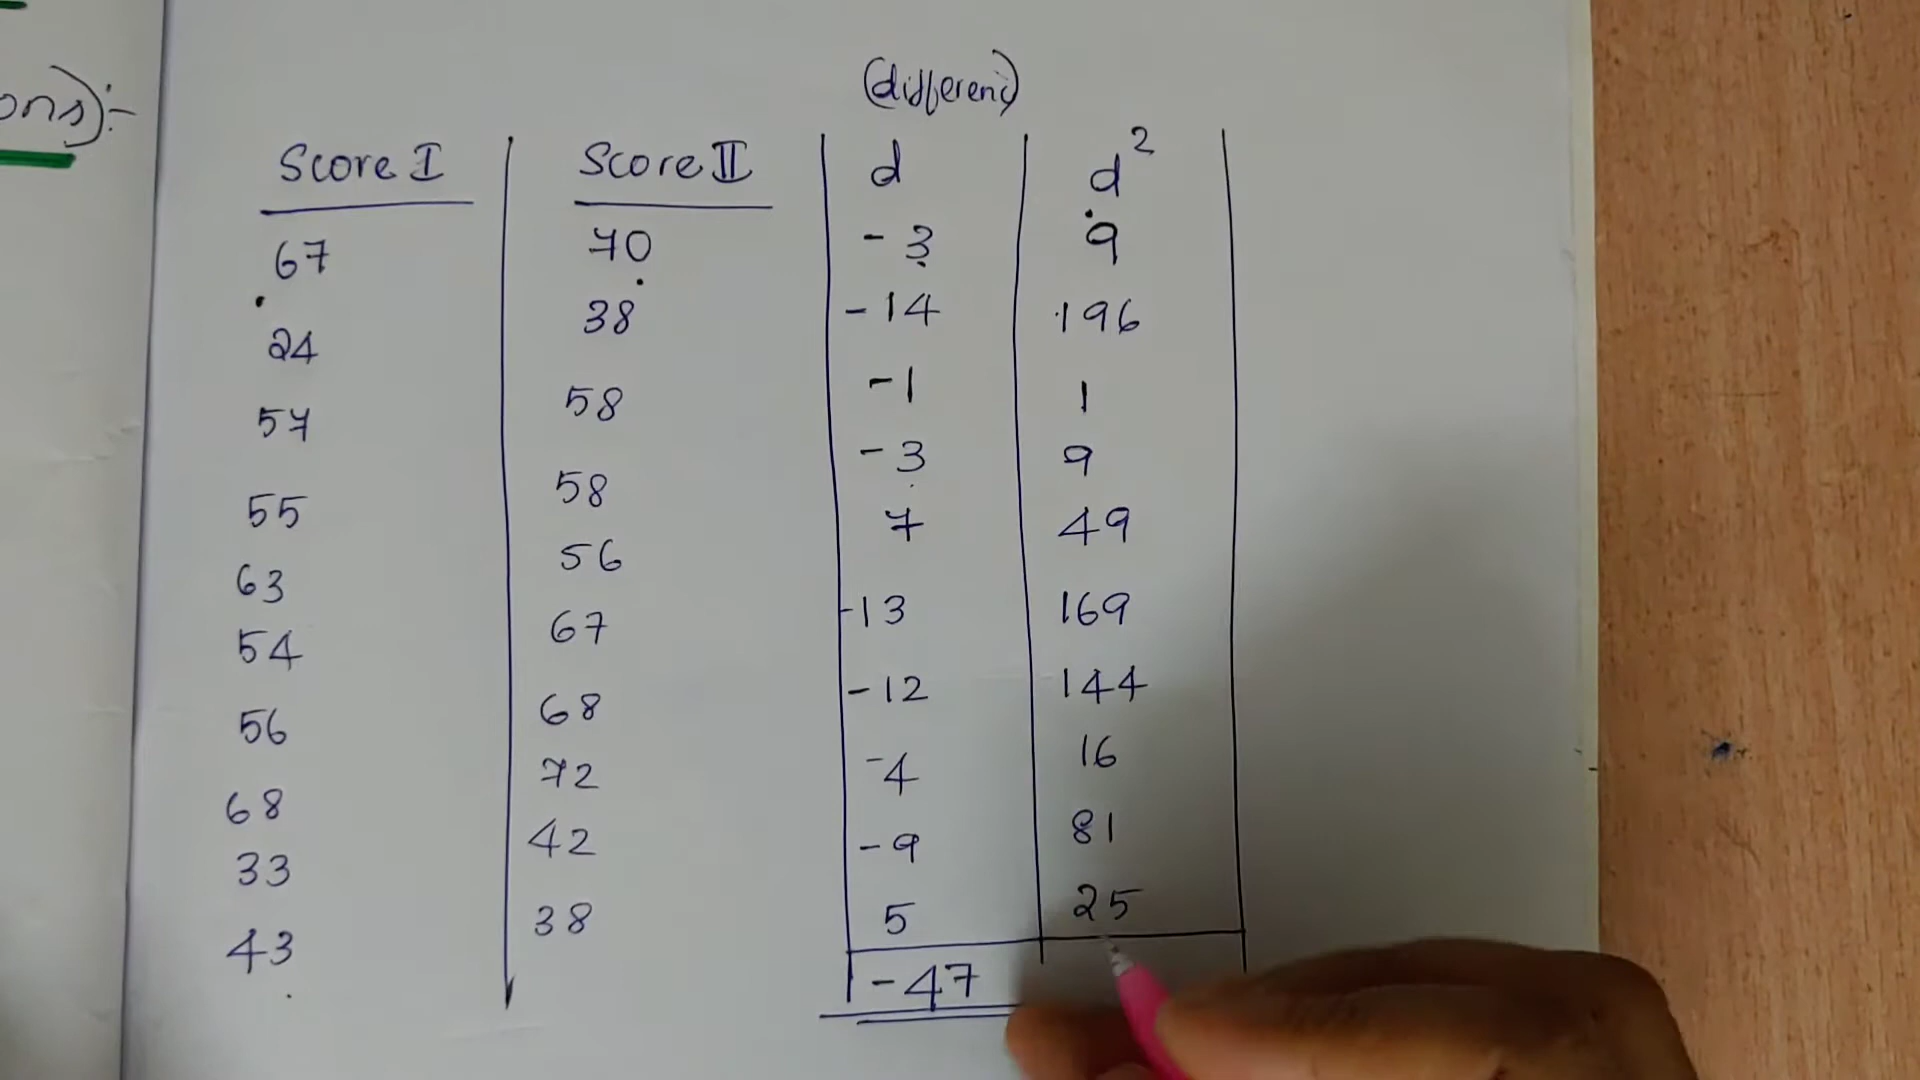 (differenc)
ons):-
Score I Score II d d²
67 70 -3 9
24 38 -14 196
57 58 -1 1
55 58 -3 9
63 56 7 49
54 67 -13 169
56 68 -12 144
68 72 -4 16
33 42 -9 81
43 38 5 25
-47